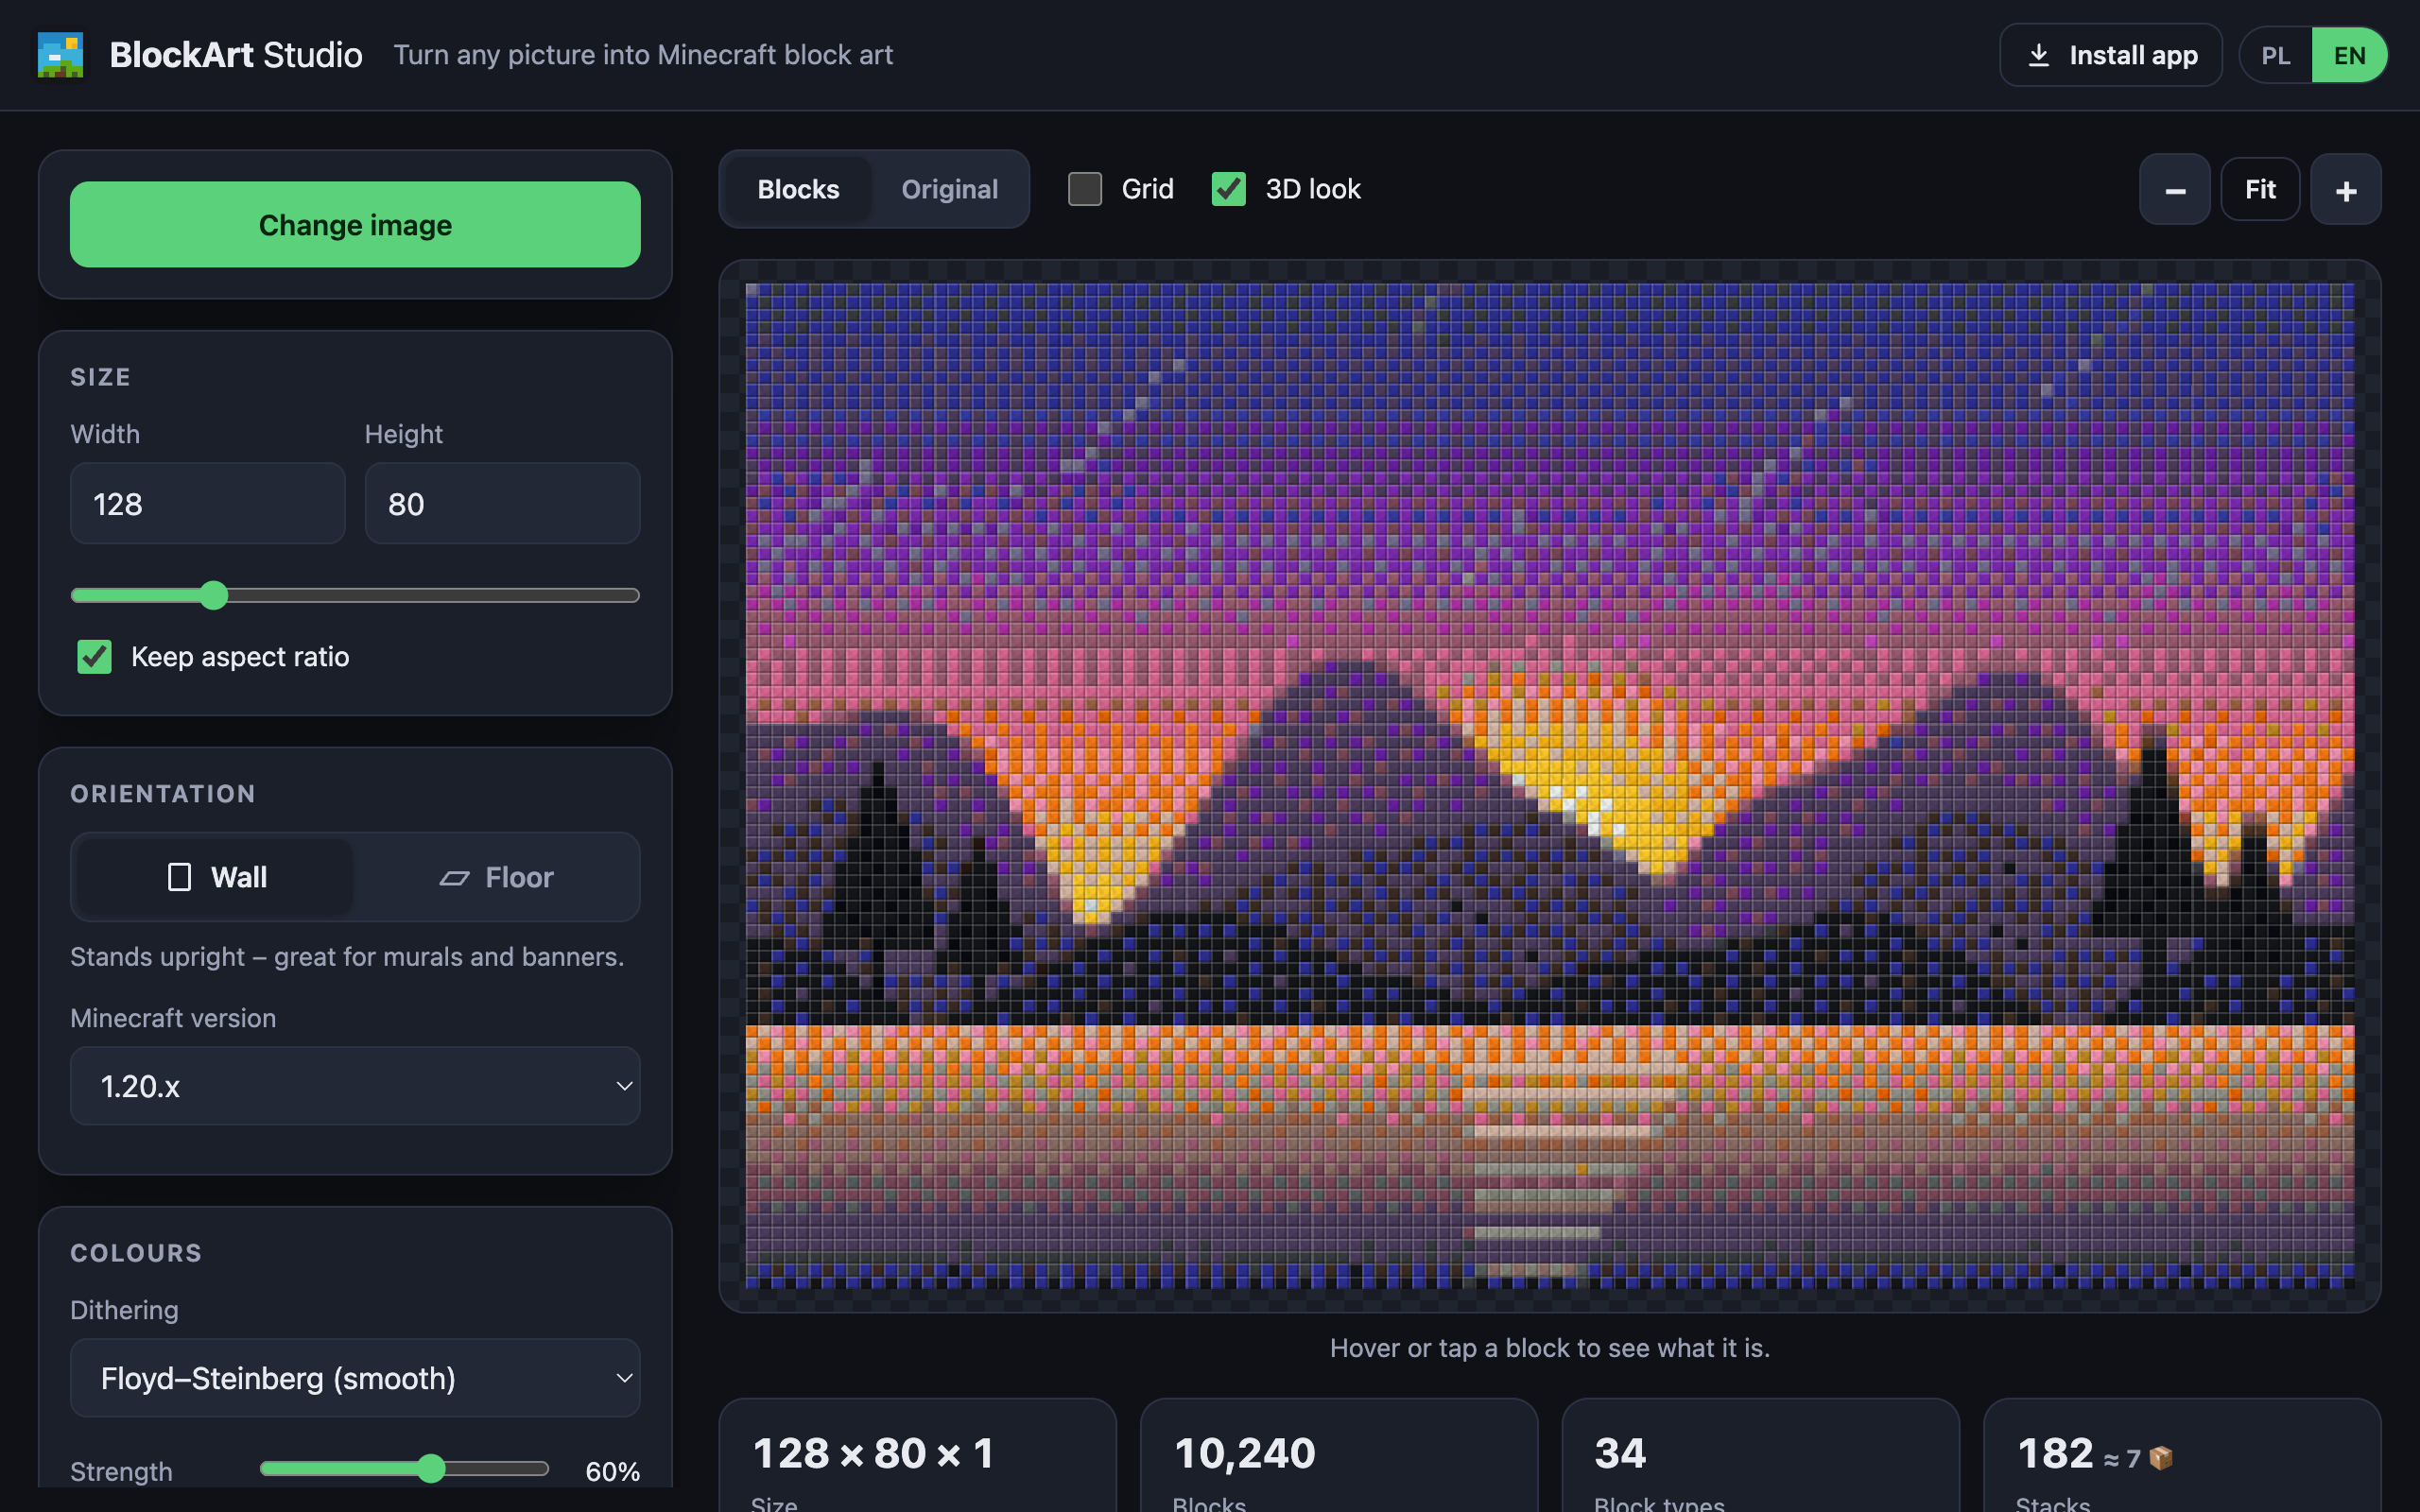 BlockArt Studio
Turn any picture into Minecraft block art
Install app
PL
EN
Change image
SIZE
Width
Height
128
80
Keep aspect ratio
ORIENTATION
Wall
Floor
Stands upright – great for murals and banners.
Minecraft version
1.20.x
COLOURS
Dithering
Floyd–Steinberg (smooth)
Strength
60%
Blocks
Original
Grid
3D look
Fit
Hover or tap a block to see what it is.
128 × 80 × 1
Size
10,240
Blocks
34
Block types
182 ≈ 7 📦
Stacks